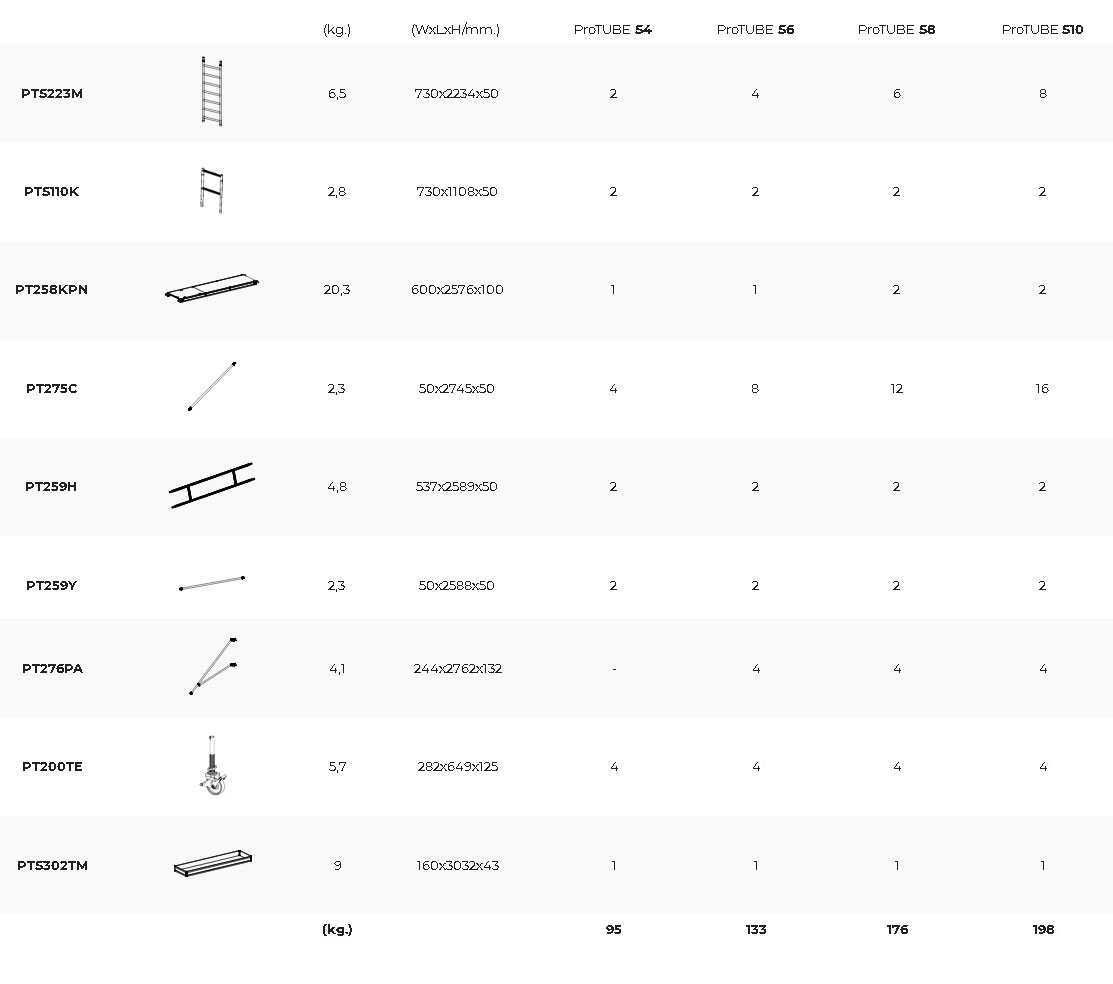 (kg.) (WxLxH/mm.) ProTUBE 54 ProTUBE 56 ProTUBE 58 ProTUBE 510
PT5223M 6,5 730x2234x50 2 4 6 8
PT5110K 2,8 730x1108x50 2 2 2 2
PT258KPN 20,3 600x2576x100 1 1 2 2
PT275C 2,3 50x2745x50 4 8 12 16
PT259H 4,8 537x2589x50 2 2 2 2
PT259Y 2,3 50x2588x50 2 2 2 2
PT276PA 4,1 244x2762x132 - 4 4 4
PT200TE 5,7 282x649x125 4 4 4 4
PT5302TM 9 160x3032x43 1 1 1 1
(kg.) 95 133 176 198